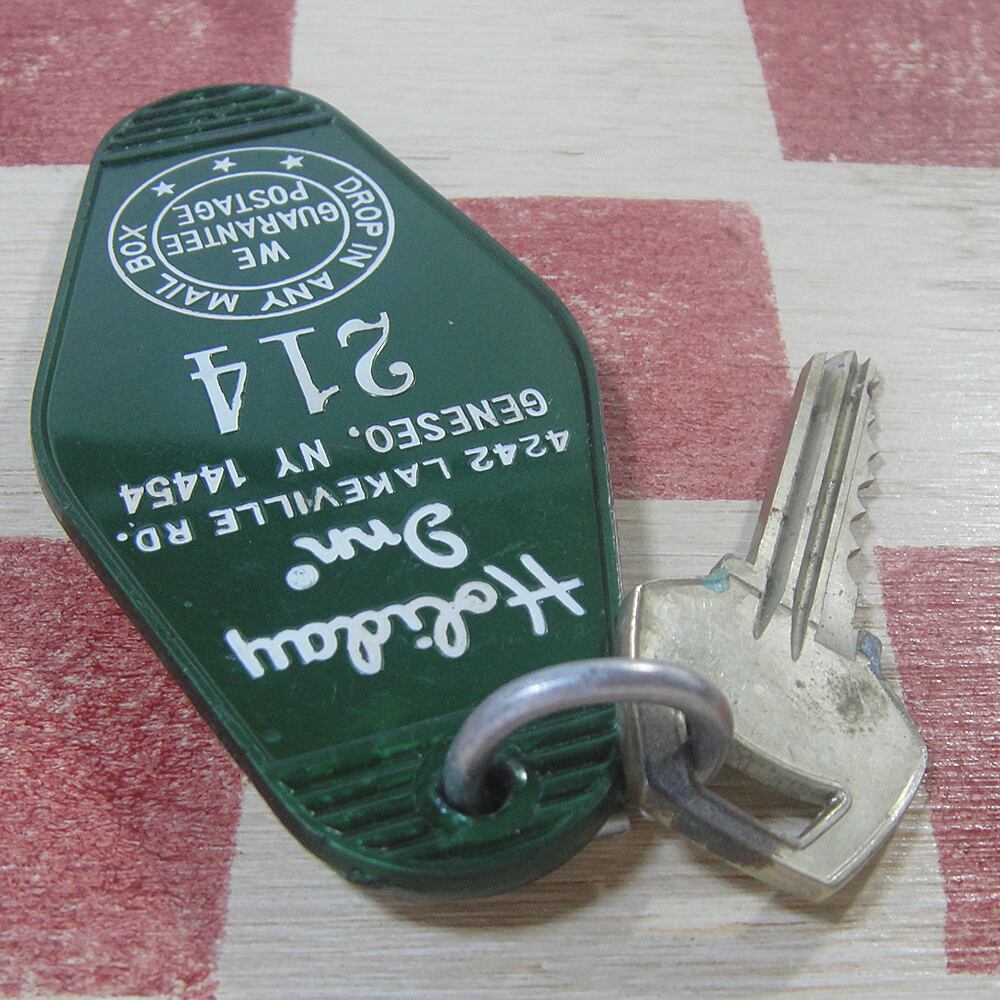 Holiday
Inn®
4242 LAKEVILLE RD.
GENESEO, NY 14454
214
DROP IN ANY MAIL BOX
WE
GUARANTEE
POSTAGE